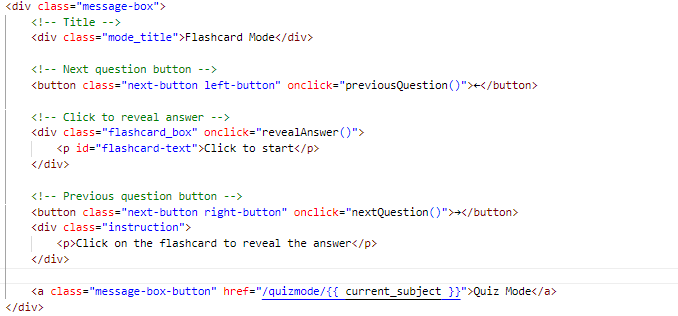 <div class="message-box">
    <!-- Title -->
    <div class="mode_title">Flashcard Mode</div>

    <!-- Next question button -->
    <button class="next-button left-button" onclick="previousQuestion()">←</button>

    <!-- Click to reveal answer -->
    <div class="flashcard_box" onclick="revealAnswer()">
        <p id="flashcard-text">Click to start</p>
    </div>

    <!-- Previous question button -->
    <button class="next-button right-button" onclick="nextQuestion()">→</button>
    <div class="instruction">
        <p>Click on the flashcard to reveal the answer</p>
    </div>

    <a class="message-box-button" href="/quizmode/{{ current_subject }}">Quiz Mode</a>
</div>